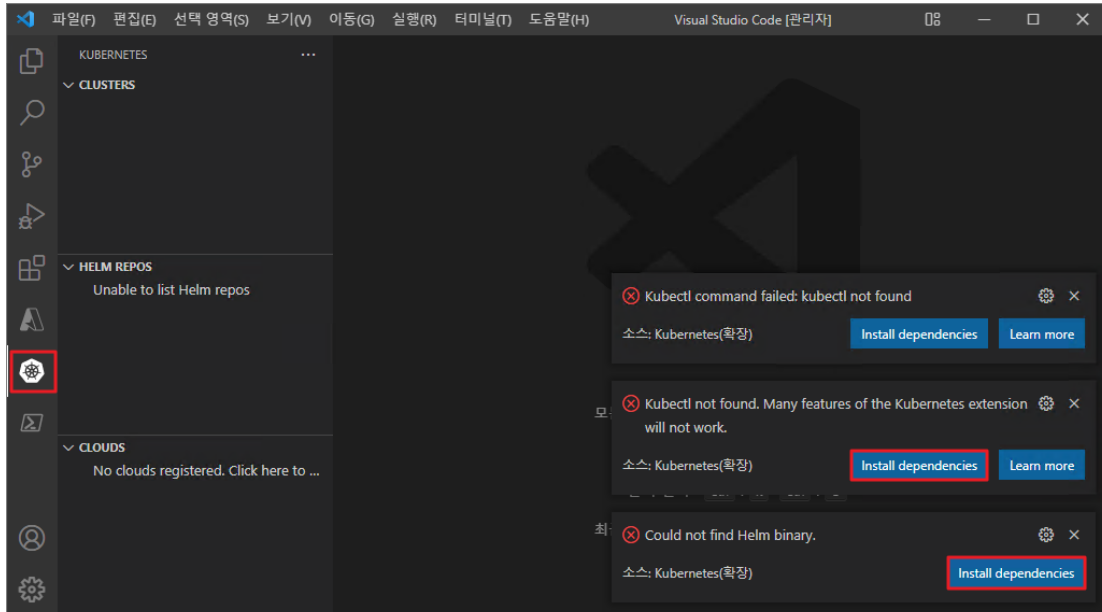 파일(F) 편집(E) 선택 영역(S) 보기(V) 이동(G) 실행(R) 터미널(T) 도움말(H) Visual Studio Code [관리자]
KUBERNETES
CLUSTERS
HELM REPOS
Unable to list Helm repos
CLOUDS
No clouds registered. Click here to ...
Kubectl command failed: kubectl not found
소스: Kubernetes(확장) Install dependencies Learn more
Kubectl not found. Many features of the Kubernetes extension
will not work.
소스: Kubernetes(확장) Install dependencies Learn more
Could not find Helm binary.
소스: Kubernetes(확장) Install dependencies